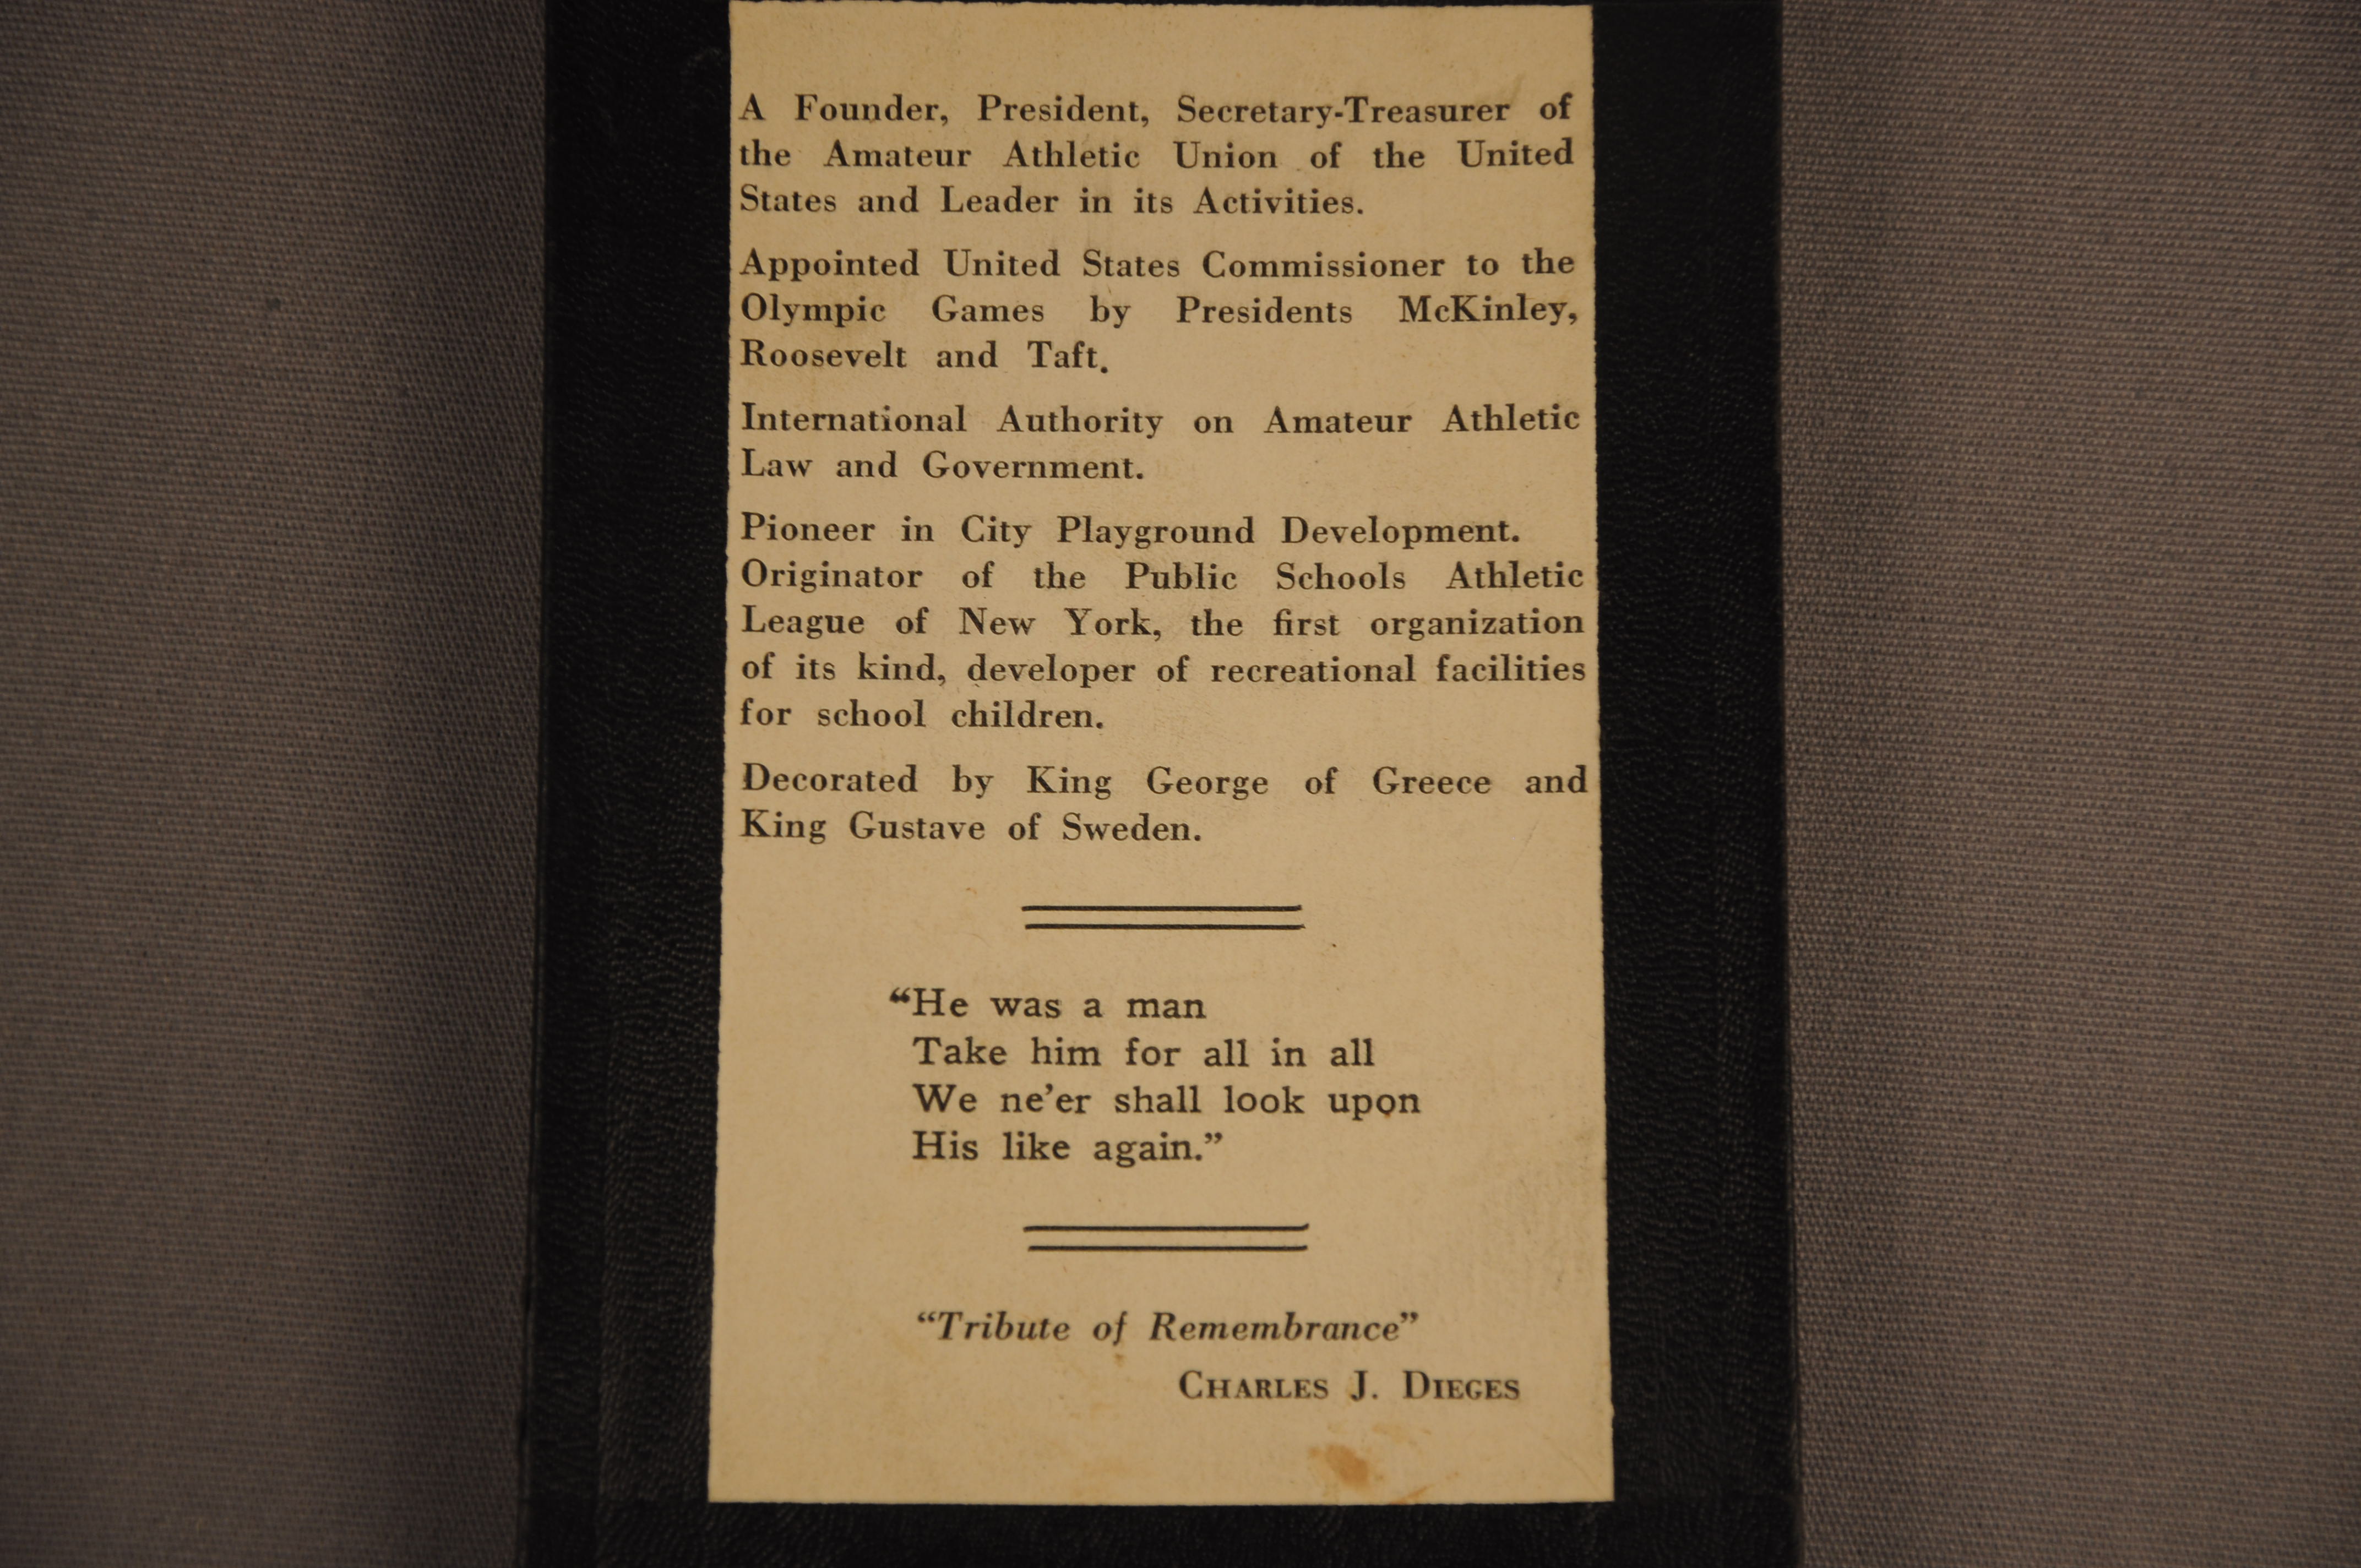 A Founder, President, Secretary-Treasurer of
the Amateur Athletic Union of the United
States and Leader in its Activities.
Appointed United States Commissioner to the
Olympic Games by Presidents McKinley,
Roosevelt and Taft.
International Authority on Amateur Athletic
Law and Government.
Pioneer in City Playground Development.
Originator of the Public Schools Athletic
League of New York, the first organization
of its kind, developer of recreational facilities
for school children.
Decorated by King George of Greece and
King Gustave of Sweden.
“He was a man
Take him for all in all
We ne’er shall look upon
His like again.”
“Tribute of Remembrance”
CHARLES J. DIEGES